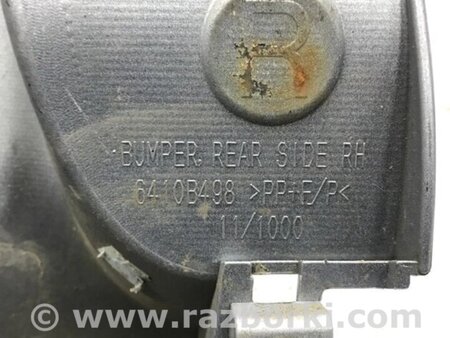 R
BUMPER REAR SIDE RH
6410B498 >PP+E/P<
11/1000
© www.razborki.com